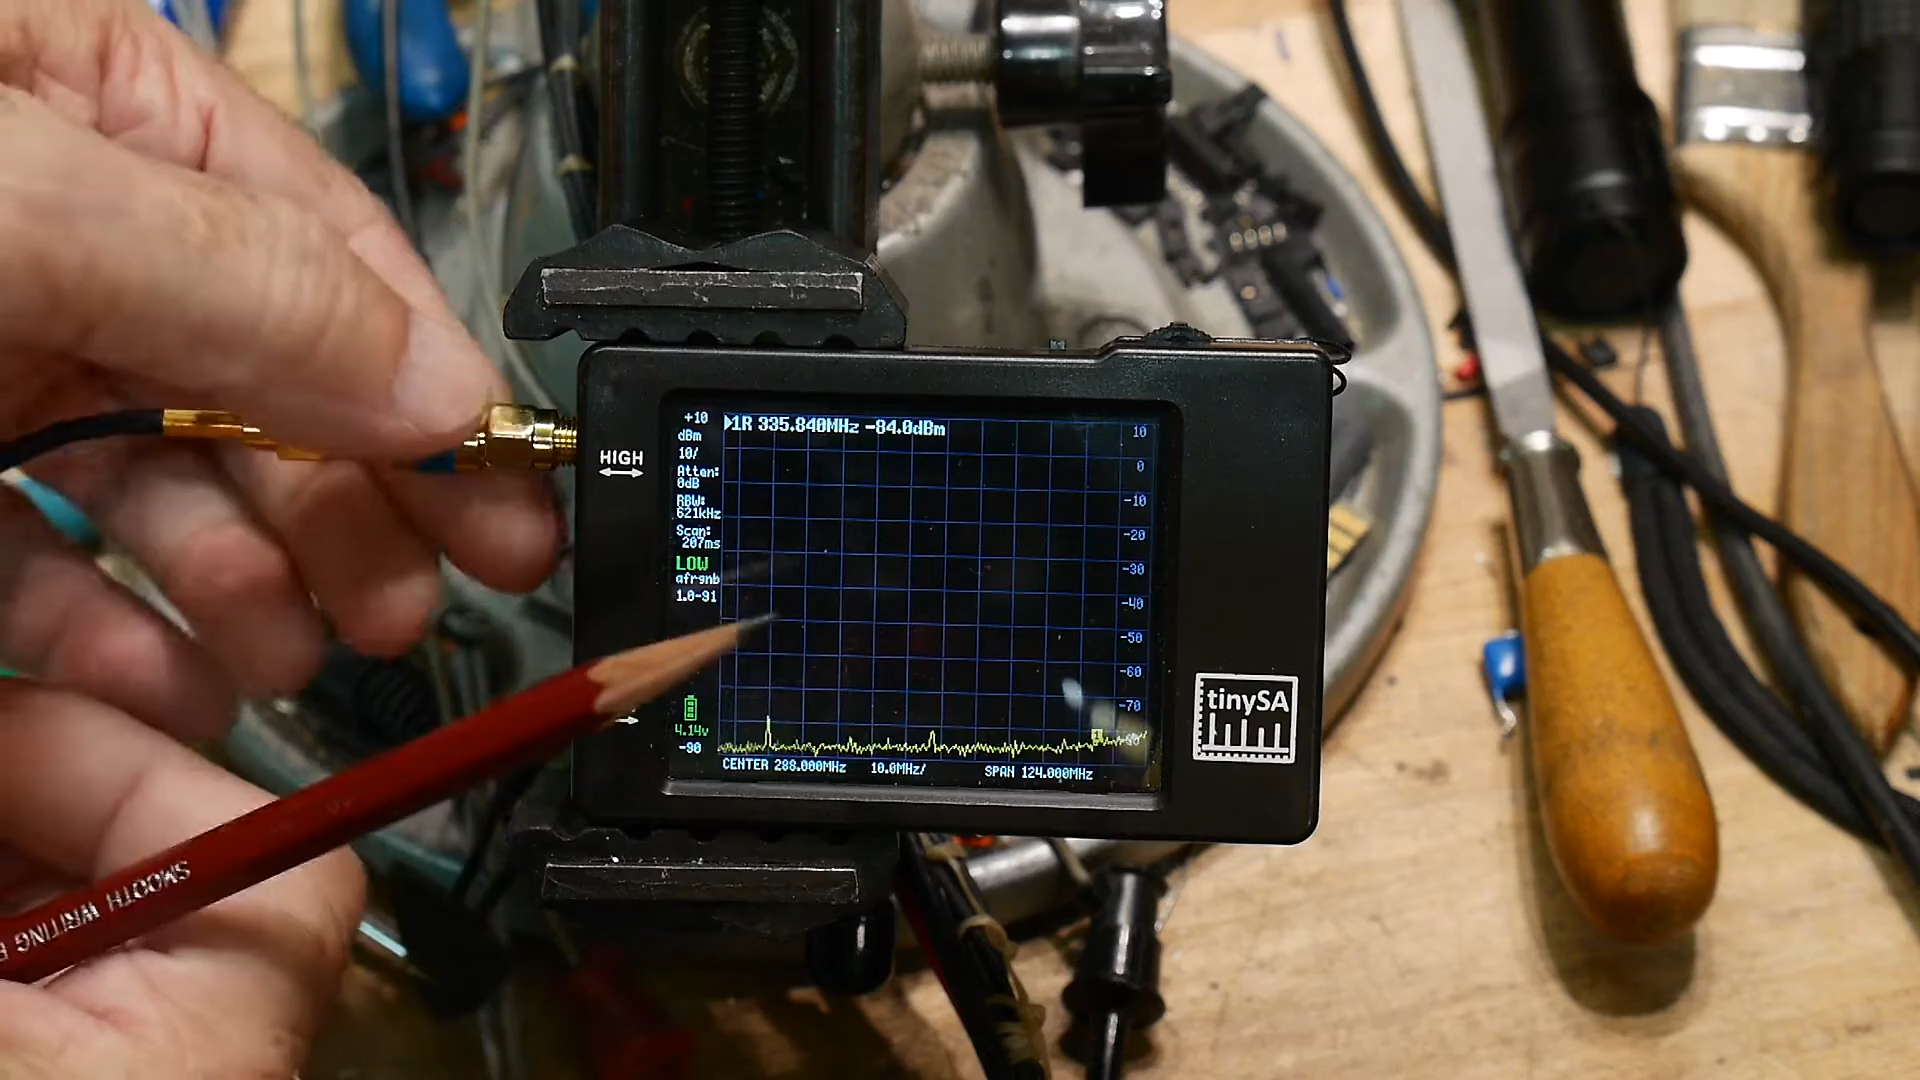 +10
▶1R 335.840MHz -84.0dBm
dBm
10/
Atten:
0dB
RBW:
621kHz
Scan:
207ms
LOW
afrgnb
1.0-91
4.14v
-90
10
0
-10
-20
-30
-40
-50
-60
-70
-80
CENTER 288.000MHz 10.0MHz/ SPAN 124.000MHz
HIGH
tinySA
SMOOTH WRITING